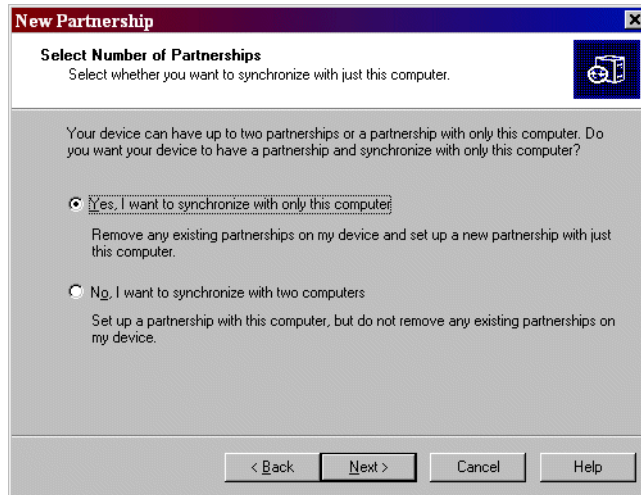 New Partnership
Select Number of Partnerships
Select whether you want to synchronize with just this computer.
Your device can have up to two partnerships or a partnership with only this computer. Do
you want your device to have a partnership and synchronize with only this computer?
Yes, I want to synchronize with only this computer
Remove any existing partnerships on my device and set up a new partnership with just
this computer.
No, I want to synchronize with two computers
Set up a partnership with this computer, but do not remove any existing partnerships on
my device.
< Back Next > Cancel Help